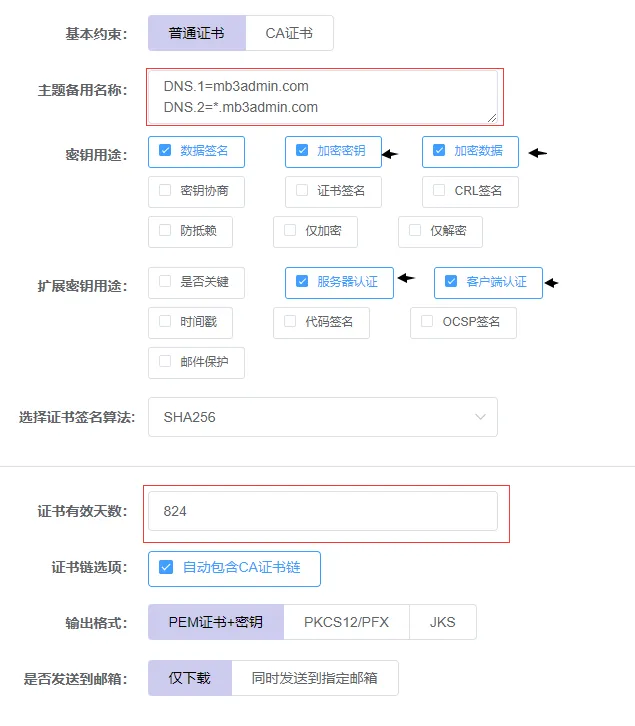 基本约束： 普通证书 CA证书
主题备用名称： DNS.1=mb3admin.com
DNS.2=*.mb3admin.com
密钥用途： 数据签名 加密密钥 加密数据
密钥协商 证书签名 CRL签名
防抵赖 仅加密 仅解密
扩展密钥用途： 是否关键 服务器认证 客户端认证
时间戳 代码签名 OCSP签名
邮件保护
选择证书签名算法： SHA256
证书有效天数： 824
证书链选项： 自动包含CA证书链
输出格式： PEM证书+密钥 PKCS12/PFX JKS
是否发送到邮箱： 仅下载 同时发送到指定邮箱